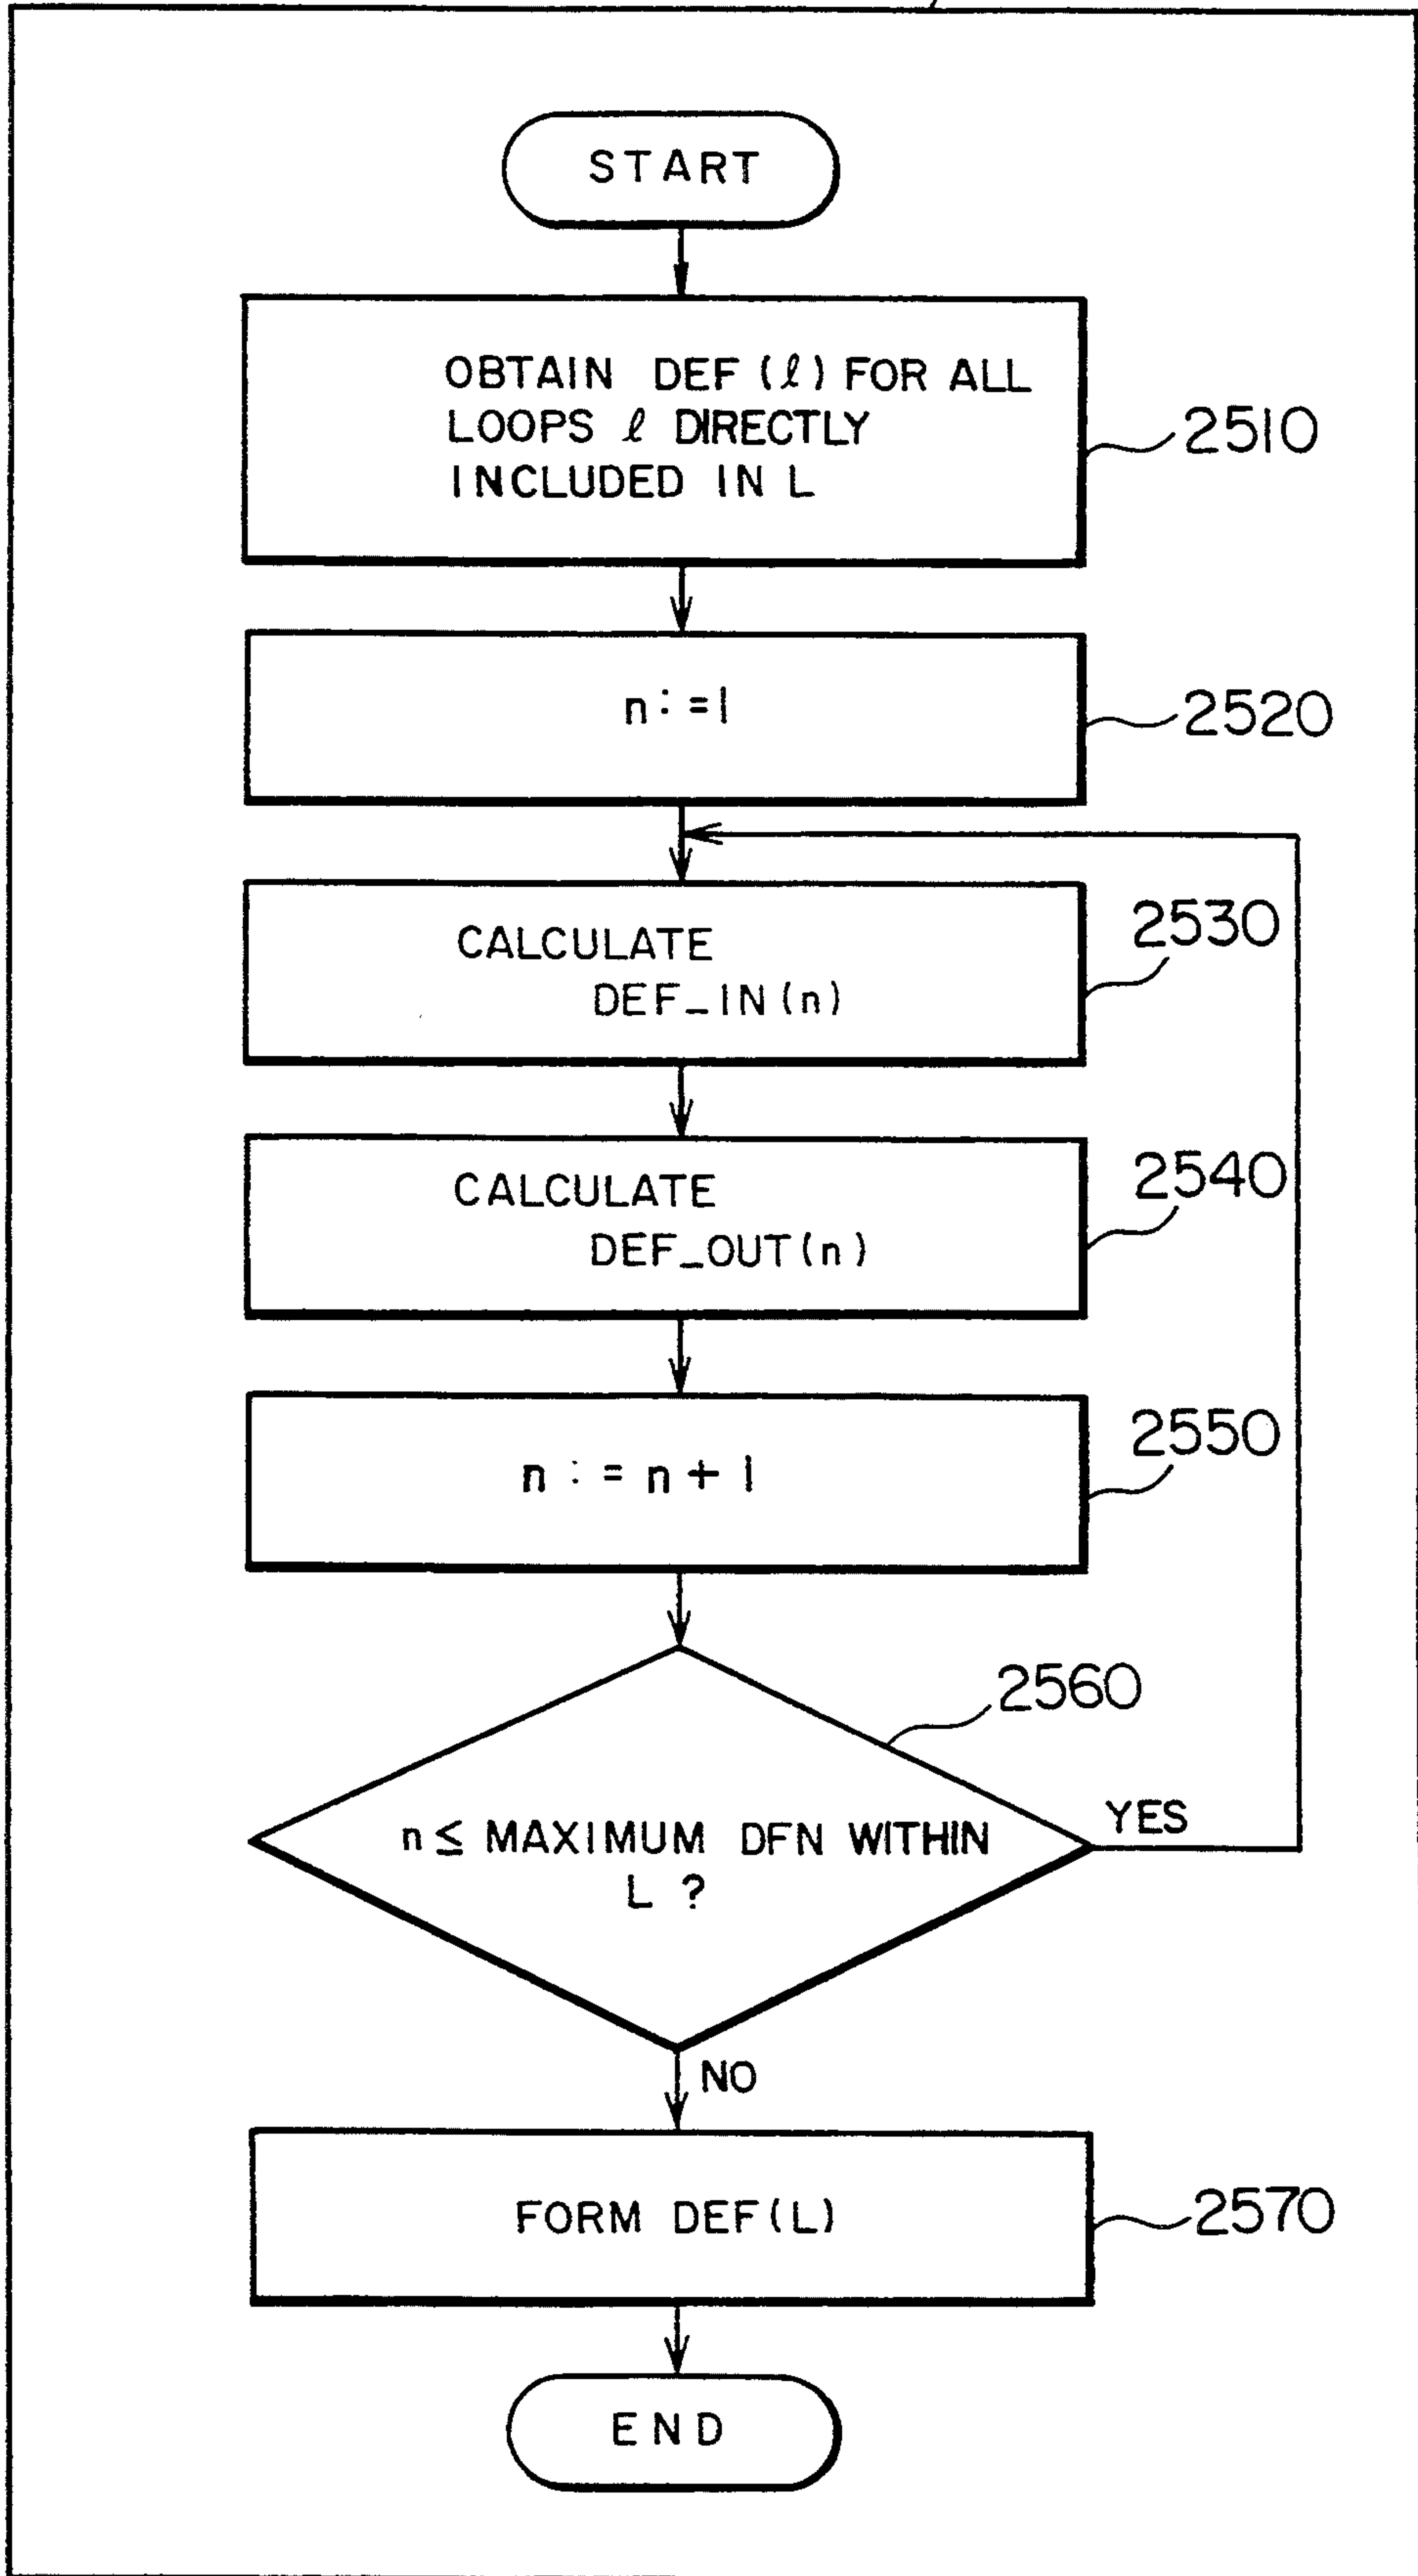 START
OBTAIN DEF (ℓ) FOR ALL
LOOPS ℓ DIRECTLY
INCLUDED IN L
2510
n:=1
2520
CALCULATE
DEF_IN(n)
2530
CALCULATE
DEF_OUT(n)
2540
n := n + 1
2550
2560
n ≤ MAXIMUM DFN WITHIN
L ?
YES
NO
FORM DEF(L)
2570
END